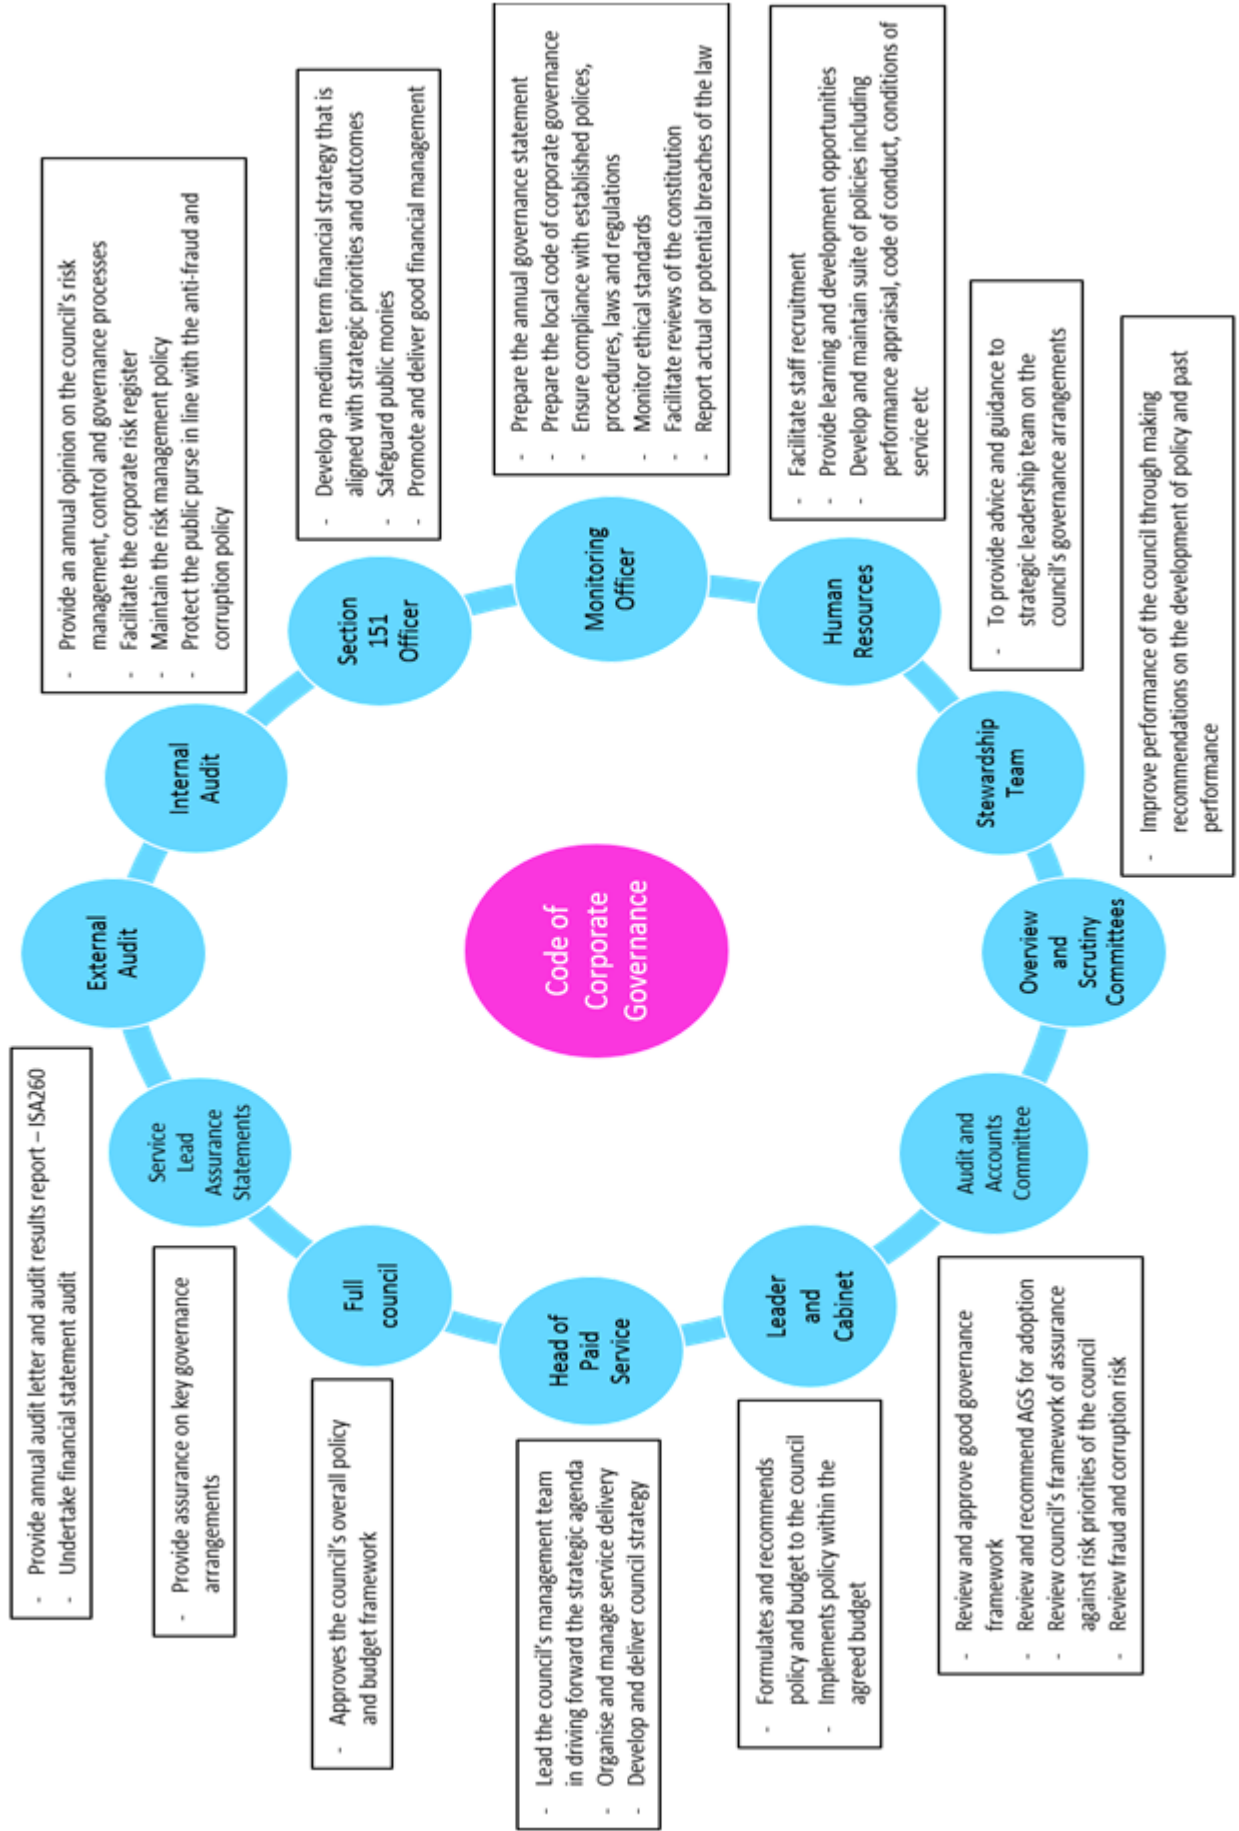 Code of
Corporate
Governance
External
Audit
- Provide annual audit letter and audit results report – ISA260
- Undertake financial statement audit
Internal
Audit
- Provide an annual opinion on the council's risk
management, control and governance processes
- Facilitate the corporate risk register
- Maintain the risk management policy
- Protect the public purse in line with the anti-fraud and
corruption policy
Section
151
Officer
- Develop a medium term financial strategy that is
aligned with strategic priorities and outcomes
- Safeguard public monies
- Promote and deliver good financial management
Monitoring
Officer
- Prepare the annual governance statement
- Prepare the local code of corporate governance
- Ensure compliance with established polices,
procedures, laws and regulations
- Monitor ethical standards
- Facilitate reviews of the constitution
- Report actual or potential breaches of the law
Human
Resources
- Facilitate staff recruitment
- Provide learning and development opportunities
- Develop and maintain suite of policies including
performance appraisal, code of conduct, conditions of
service etc
Stewardship
Team
- To provide advice and guidance to
strategic leadership team on the
council's governance arrangements
Overview
and
Scrutiny
Committees
- Improve performance of the council through making
recommendations on the development of policy and past
performance
Audit and
Accounts
Committee
- Review and approve good governance
framework
- Review and recommend AGS for adoption
- Review council's framework of assurance
against risk priorities of the council
- Review fraud and corruption risk
Leader
and
Cabinet
- Formulates and recommends
policy and budget to the council
- Implements policy within the
agreed budget
Head of
Paid
Service
- Lead the council's management team
in driving forward the strategic agenda
- Organise and manage service delivery
- Develop and deliver council strategy
Full
council
- Approves the council's overall policy
and budget framework
Service
Lead
Assurance
Statements
- Provide assurance on key governance
arrangements